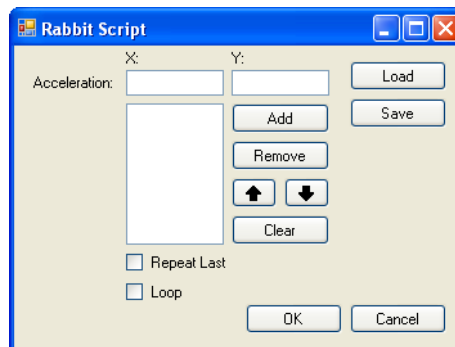 Rabbit Script
X: Y:
Acceleration:
Load
Add
Save
Remove
Clear
Repeat Last
Loop
OK Cancel